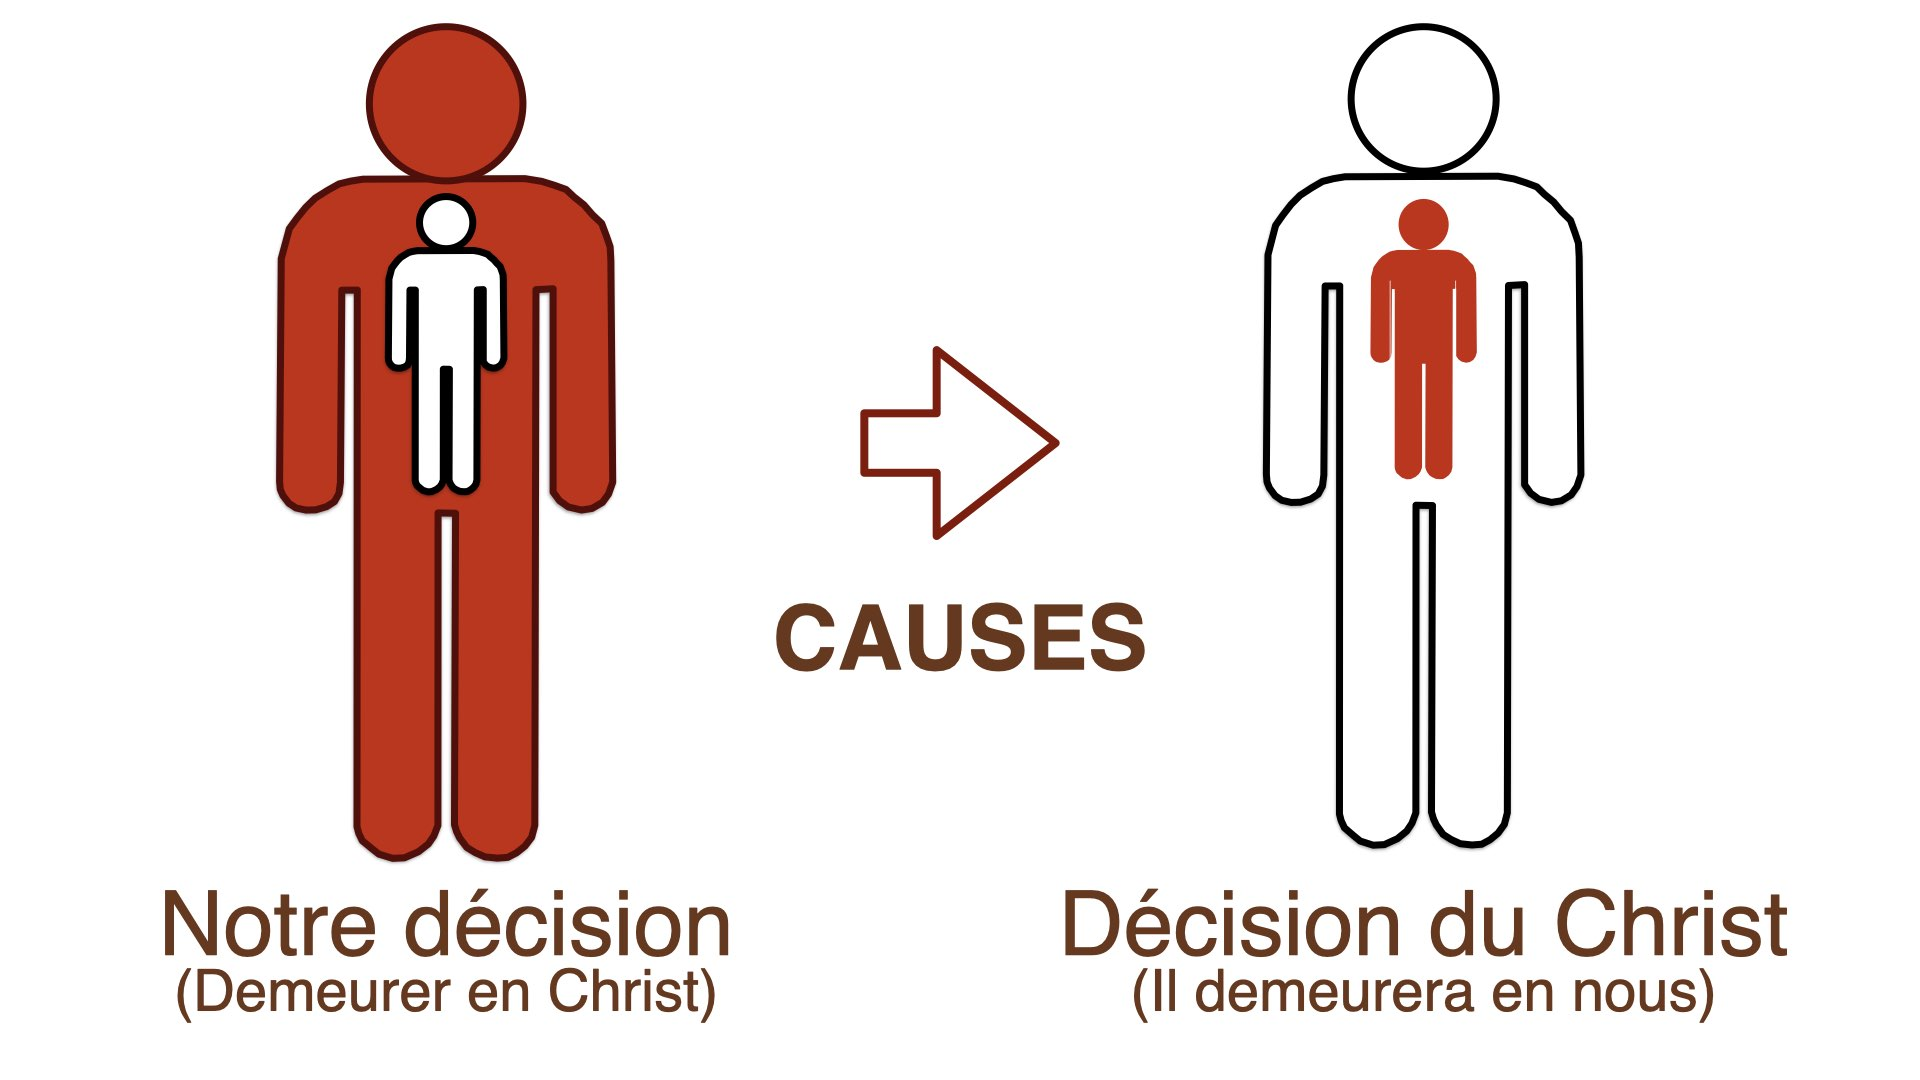 CAUSES
Notre décision
(Demeurer en Christ)
Décision du Christ
(Il demeurera en nous)